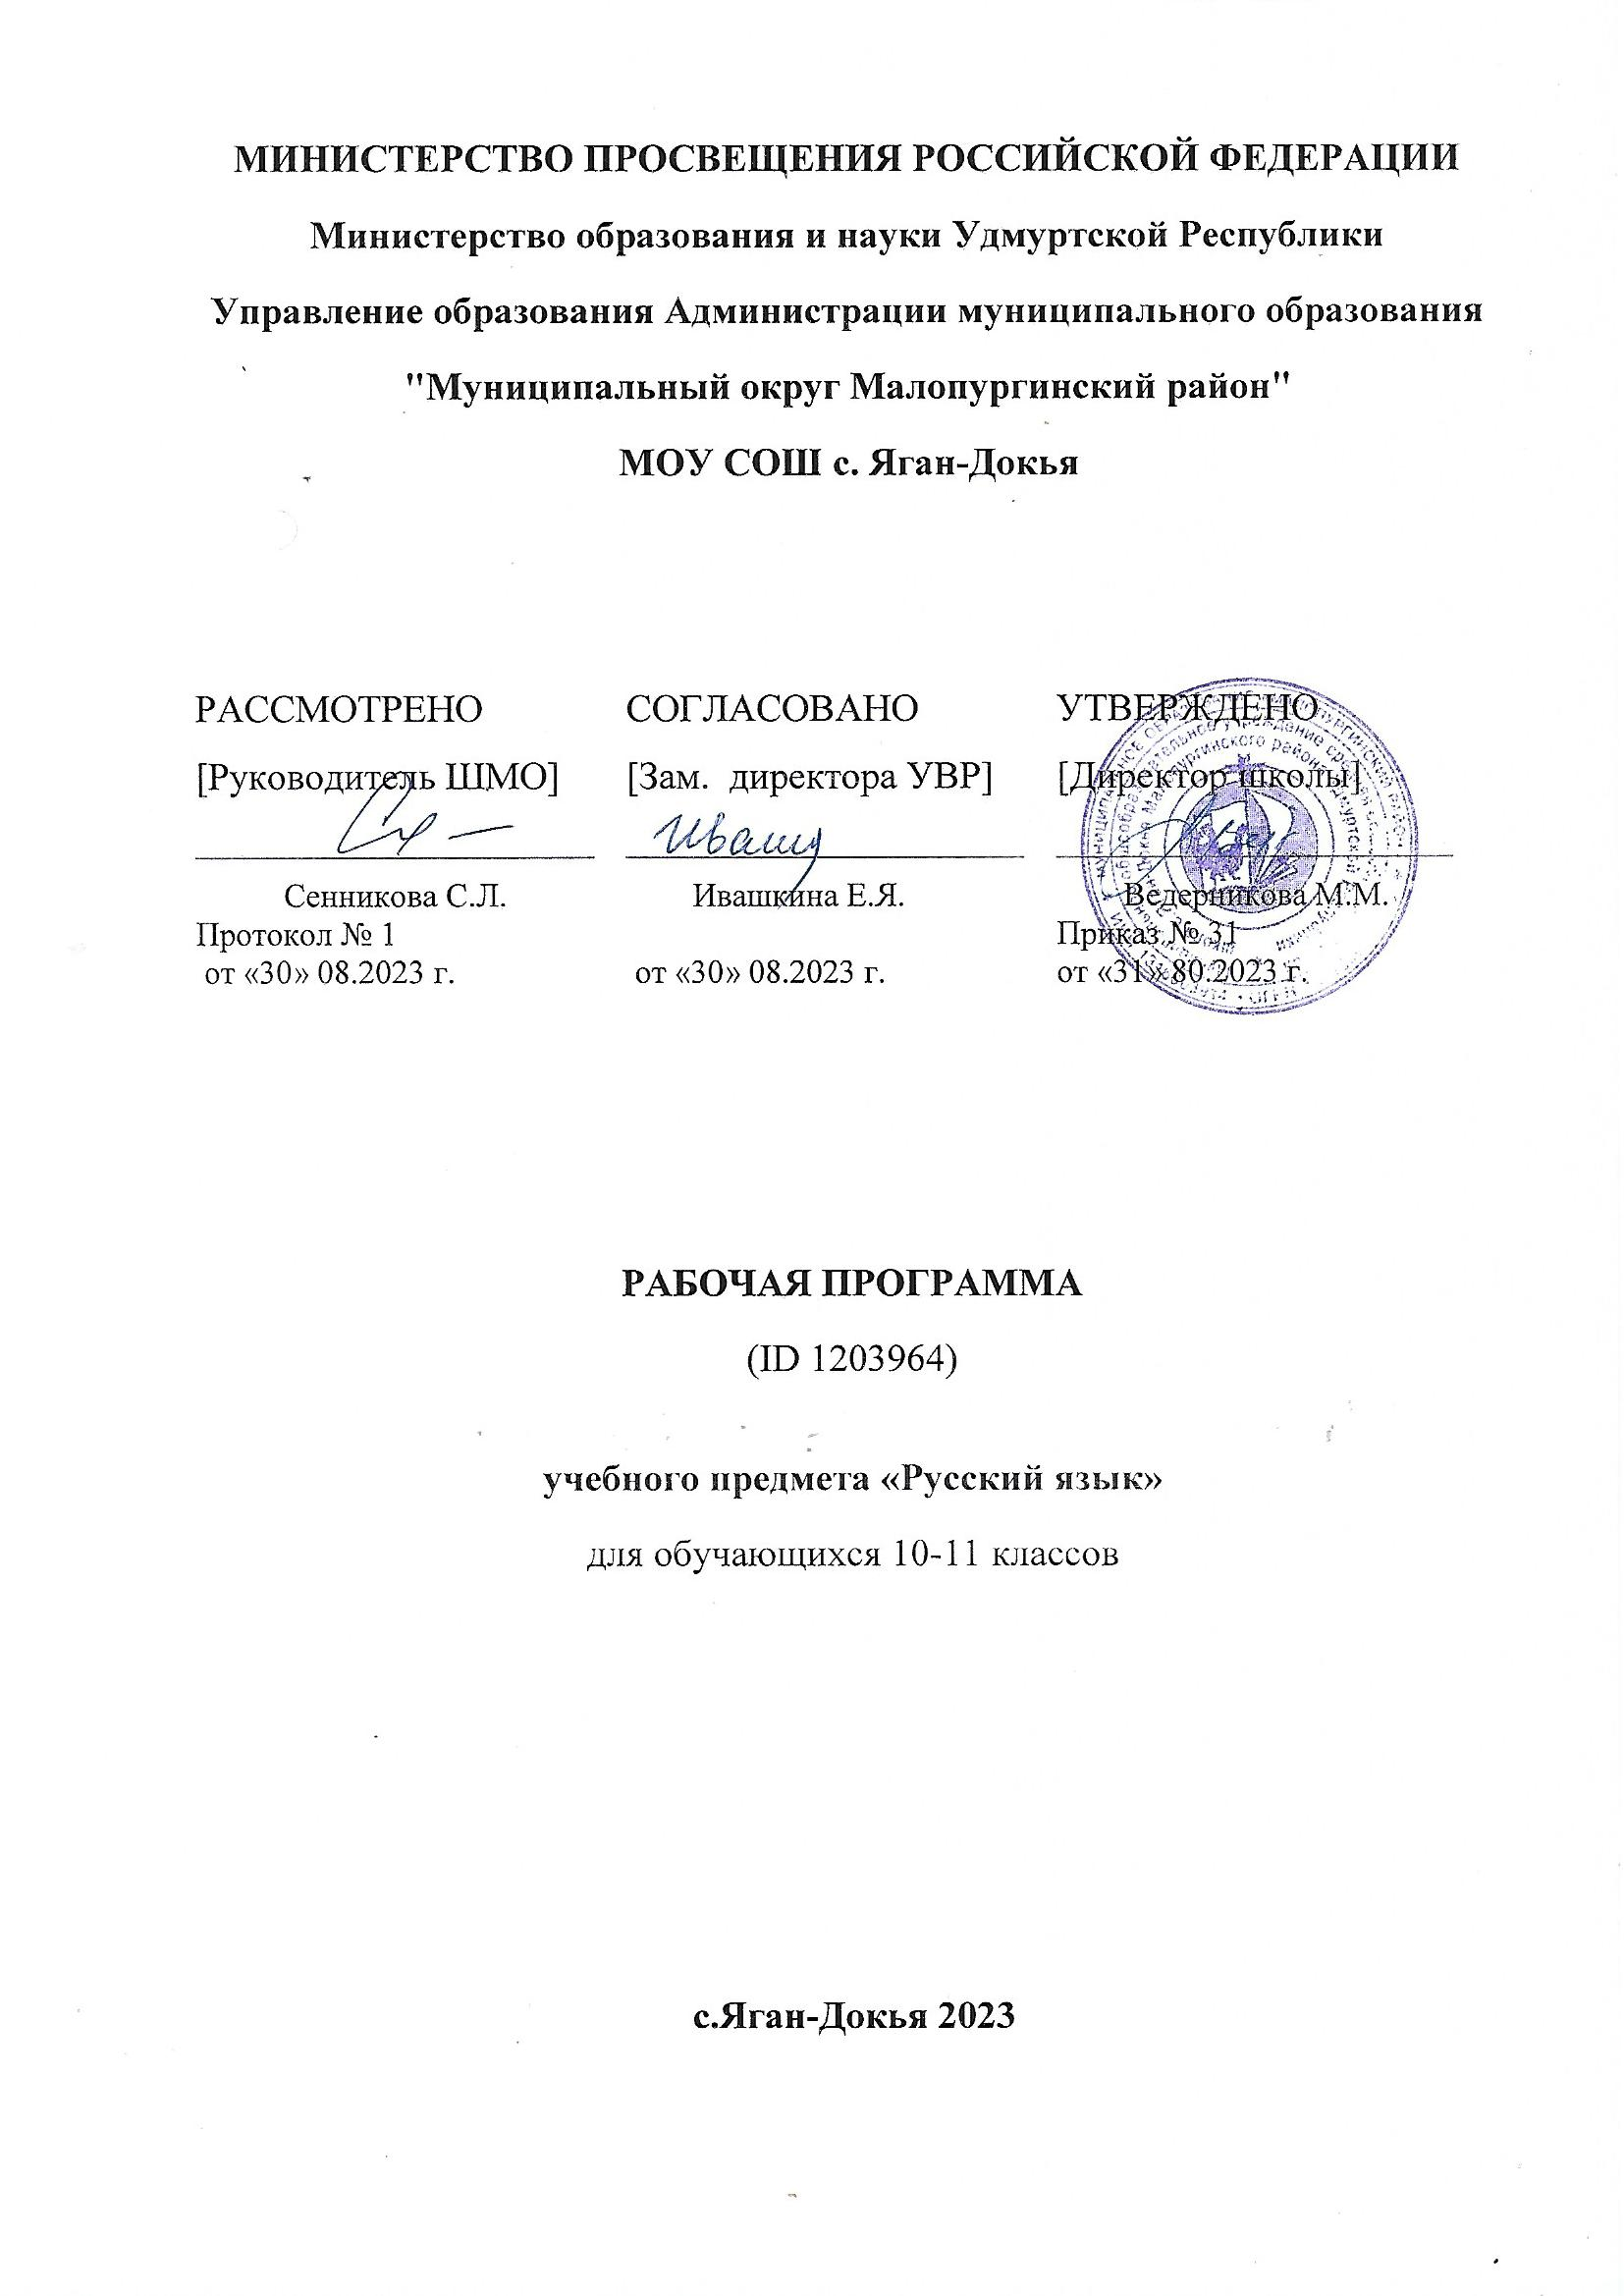 МИНИСТЕРСТВО ПРОСВЕЩЕНИЯ РОССИЙСКОЙ ФЕДЕРАЦИИ
Министерство образования и науки Удмуртской Республики
Управление образования Администрации муниципального образования
"Муниципальный округ Малопургинский район"
МОУ СОШ с. Яган-Докья
РАССМОТРЕНО
[Руководитель ШМО]
Сенникова С.Л.
Протокол № 1
от «30» 08.2023 г.
СОГЛАСОВАНО
[Зам. директора УВР]
Иваш
Ивашкина Е.Я.
от «30» 08.2023 г.
УТВЕРЖДЕНО
[Директор школы]
Ведерникова М.М.
Приказ № 31
от «31» 80.2023 г.
РАБОЧАЯ ПРОГРАММА
(ID 1203964)
учебного предмета «Русский язык»
для обучающихся 10-11 классов
с.Яган-Докья 2023